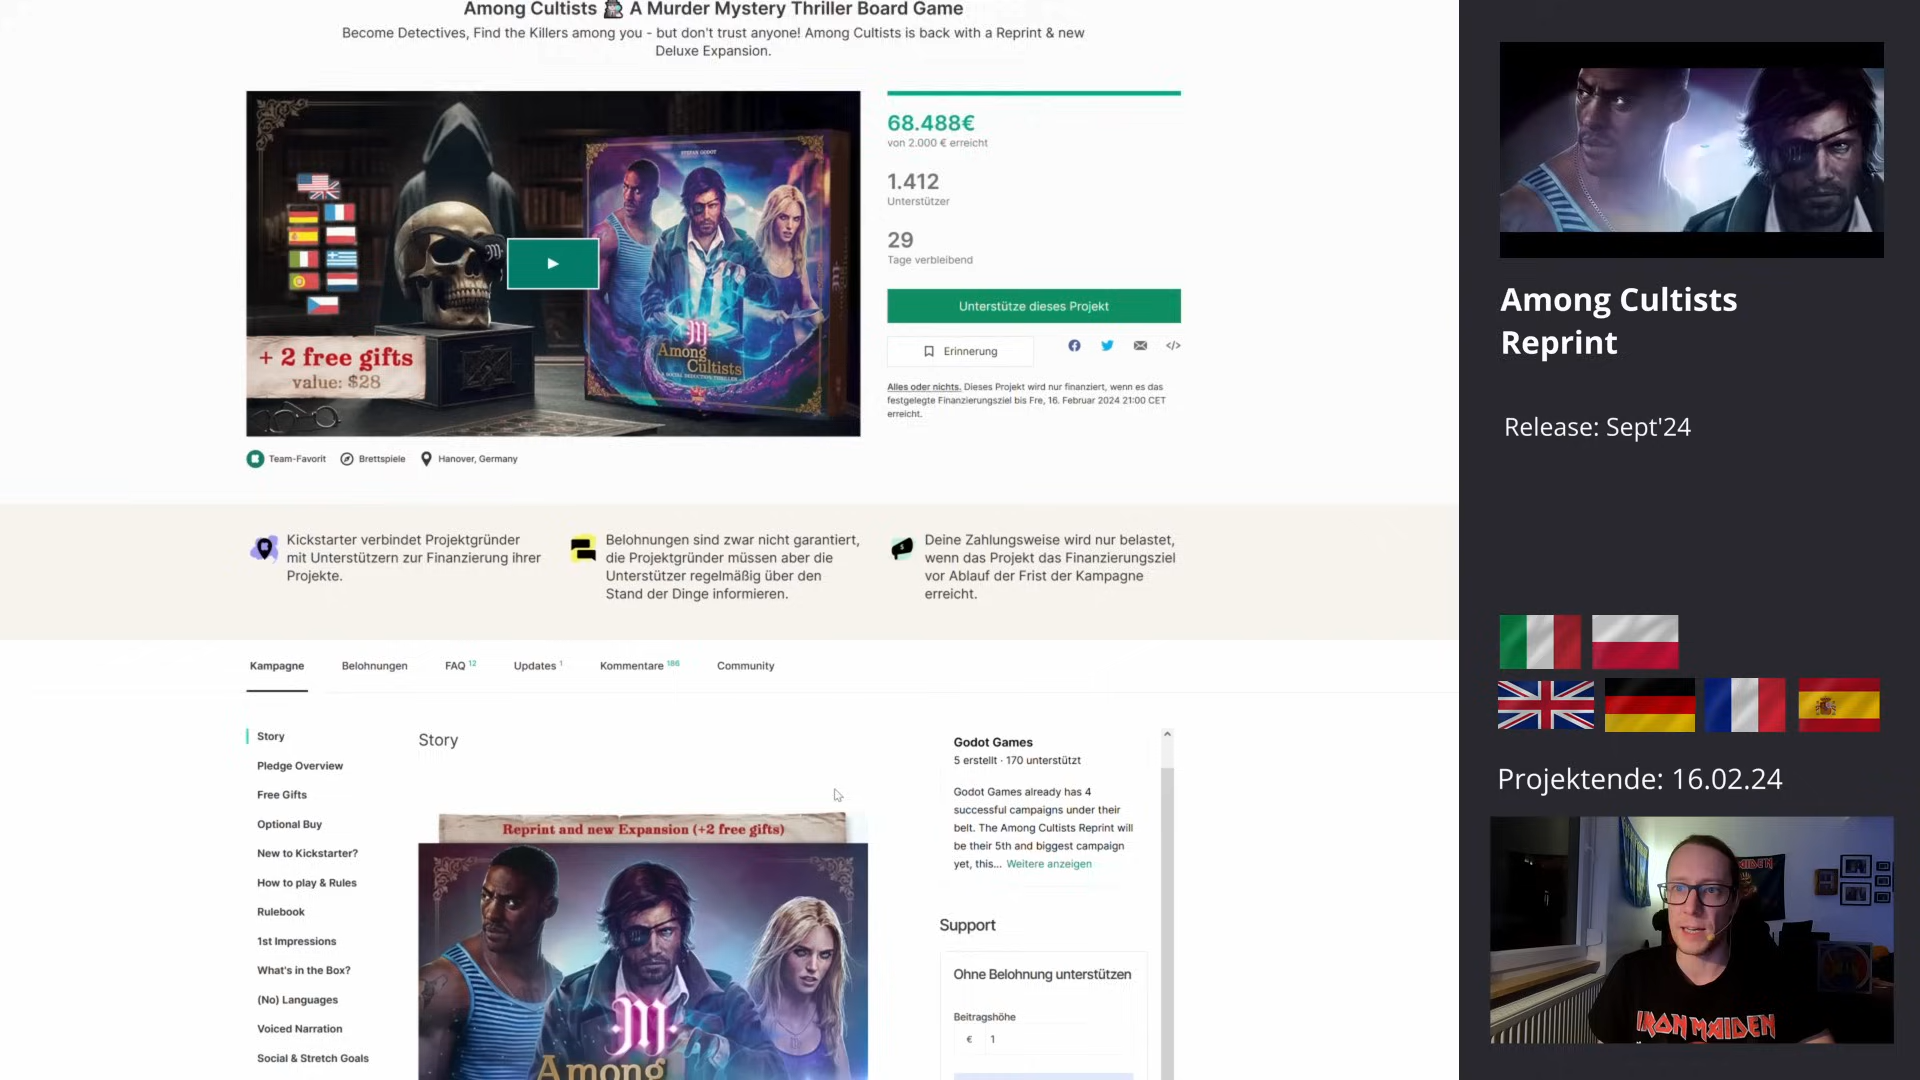 Among Cultists A Murder Mystery Thriller Board Game
Become Detectives, Find the Killers among you - but don't trust anyone! Among Cultists is back with a Reprint & new
Deluxe Expansion.
STEFAN GODOT
Among
Cultists
A SOCIAL DEDUCTION THRILLER
+ 2 free gifts
value: $28
68.488€
von 2.000 € erreicht
1.412
Unterstützer
29
Tage verbleibend
Unterstütze dieses Projekt
Erinnerung
Alles oder nichts. Dieses Projekt wird nur finanziert, wenn es das
festgelegte Finanzierungsziel bis Fre, 16. Februar 2024 21:00 CET
erreicht.
Team-Favorit
Brettspiele
Hanover, Germany
Kickstarter verbindet Projektgründer
mit Unterstützern zur Finanzierung ihrer
Projekte.
Belohnungen sind zwar nicht garantiert,
die Projektgründer müssen aber die
Unterstützer regelmäßig über den
Stand der Dinge informieren.
Deine Zahlungsweise wird nur belastet,
wenn das Projekt das Finanzierungsziel
vor Ablauf der Frist der Kampagne
erreicht.
Kampagne
Belohnungen
FAQ 12
Updates 1
Kommentare 186
Community
Story
Pledge Overview
Free Gifts
Optional Buy
New to Kickstarter?
How to play & Rules
Rulebook
1st Impressions
What's in the Box?
(No) Languages
Voiced Narration
Social & Stretch Goals
Story
Reprint and new Expansion (+2 free gifts)
Among
Godot Games
5 erstellt · 170 unterstützt
Godot Games already has 4
successful campaigns under their
belt. The Among Cultists Reprint will
be their 5th and biggest campaign
yet, this... Weitere anzeigen
Support
Ohne Belohnung unterstützen
Beitragshöhe
€ 1
Among Cultists
Reprint
Release: Sept'24
Projektende: 16.02.24
IRON MAIDEN